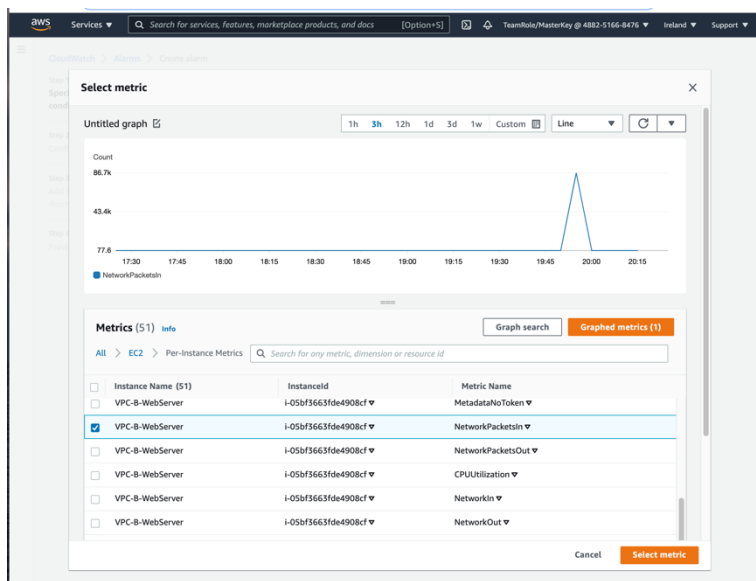 aws Services ▼ Search for services, features, marketplace products, and docs [Option+S] TeamRole/MasterKey @ 4882-5166-8476 ▼ Ireland ▼ Support ▼
CloudWatch > Alarms > Create alarm
Select metric
Untitled graph 1h 3h 12h 1d 3d 1w Custom Line ▼
Count
86.7k
43.4k
77.6
17:30 17:45 18:00 18:15 18:30 18:45 19:00 19:15 19:30 19:45 20:00 20:15
NetworkPacketsIn
Metrics (51) Info Graph search Graphed metrics (1)
All > EC2 > Per-Instance Metrics Search for any metric, dimension or resource id
Instance Name (51) InstanceId Metric Name
VPC-B-WebServer i-05bf3663fde4908cf MetadataNoToken
VPC-B-WebServer i-05bf3663fde4908cf NetworkPacketsIn
VPC-B-WebServer i-05bf3663fde4908cf NetworkPacketsOut
VPC-B-WebServer i-05bf3663fde4908cf CPUUtilization
VPC-B-WebServer i-05bf3663fde4908cf NetworkIn
VPC-B-WebServer i-05bf3663fde4908cf NetworkOut
Cancel Select metric